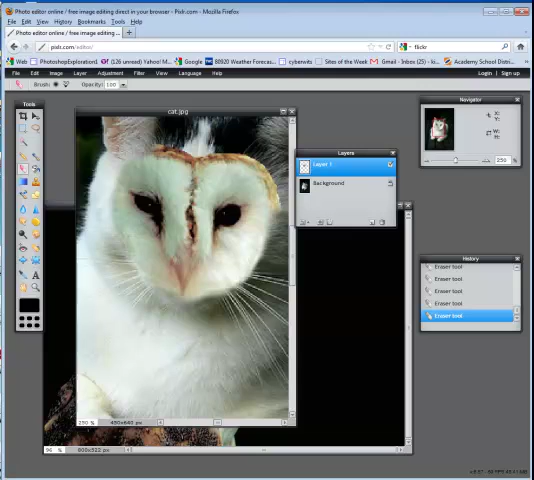 Photo editor online / free image editing direct in your browser - Pixlr.com - Mozilla Firefox
File Edit View History Bookmarks Tools Help
Photo editor online / free image editing ... +
pixlr.com/editor/ flickr
Web PhotoshopExploration1 (126 unread) Yahoo! M... Google 80920 Weather Forecas... cyberwits Sites of the Week Gmail - Inbox (25) - Academy School Distri...
File Edit Image Layer Adjustment Filter View Language Help Login | Sign up
Brush: Opacity: 100
Tools
cat.jpg
Navigator
X:
Y:
W:
H:
250 %
Layers
Layer 1
Background
History
Eraser tool
Eraser tool
Eraser tool
Eraser tool
A
250 % 450x640 px
96 % 800x522 px